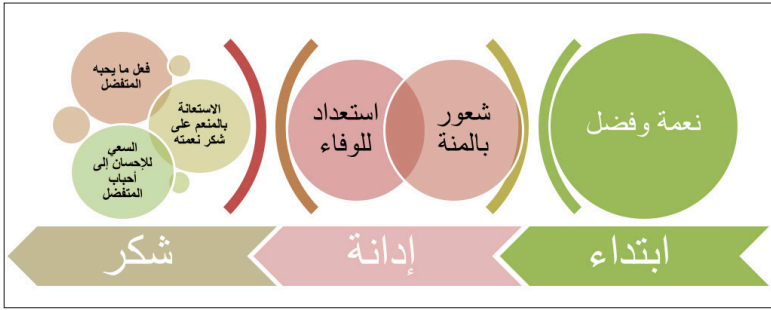 نعمة وفضل
شعور
بالمنة
استعداد
للوفاء
فعل ما يحبه
المتفضل
الاستعانة
بالمنعم على
شكر نعمته
السعي
للإحسان إلى
أحباب
المتفضل
ابتداء
إدانة
شكر